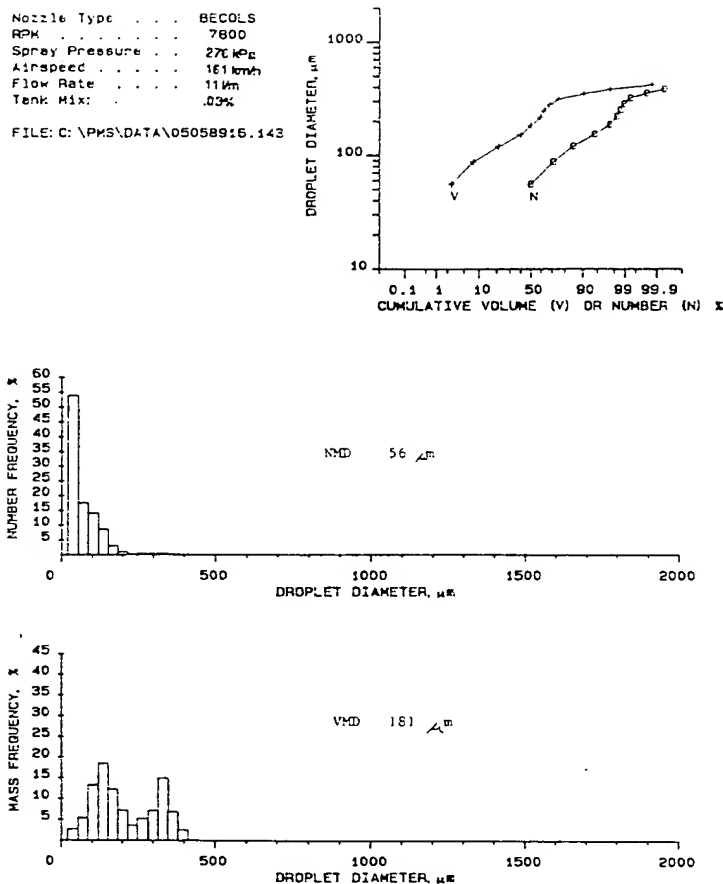 Nozzle Type . . . BECOLS
RPK . . . . . . . 7800
Spray Pressure . . 276 kPa
Airspeed . . . . . 161 km/h
Flow Rate . . . . 11 l/m
Tank Mix: . .03%
FILE: C:\PMS\DATA\05058916.143
DROPLET DIAMETER, µm
1000
100
10
V
N
0.1 1 10 50 90 99 99.9
CUMULATIVE VOLUME (V) OR NUMBER (N) %
NUMBER FREQUENCY, %
60
55
50
45
40
35
30
25
20
15
10
5
NMD 56 µm
0 500 1000 1500 2000
DROPLET DIAMETER, µm
MASS FREQUENCY, %
45
40
35
30
25
20
15
10
5
VMD 181 µm
0 500 1000 1500 2000
DROPLET DIAMETER, µm